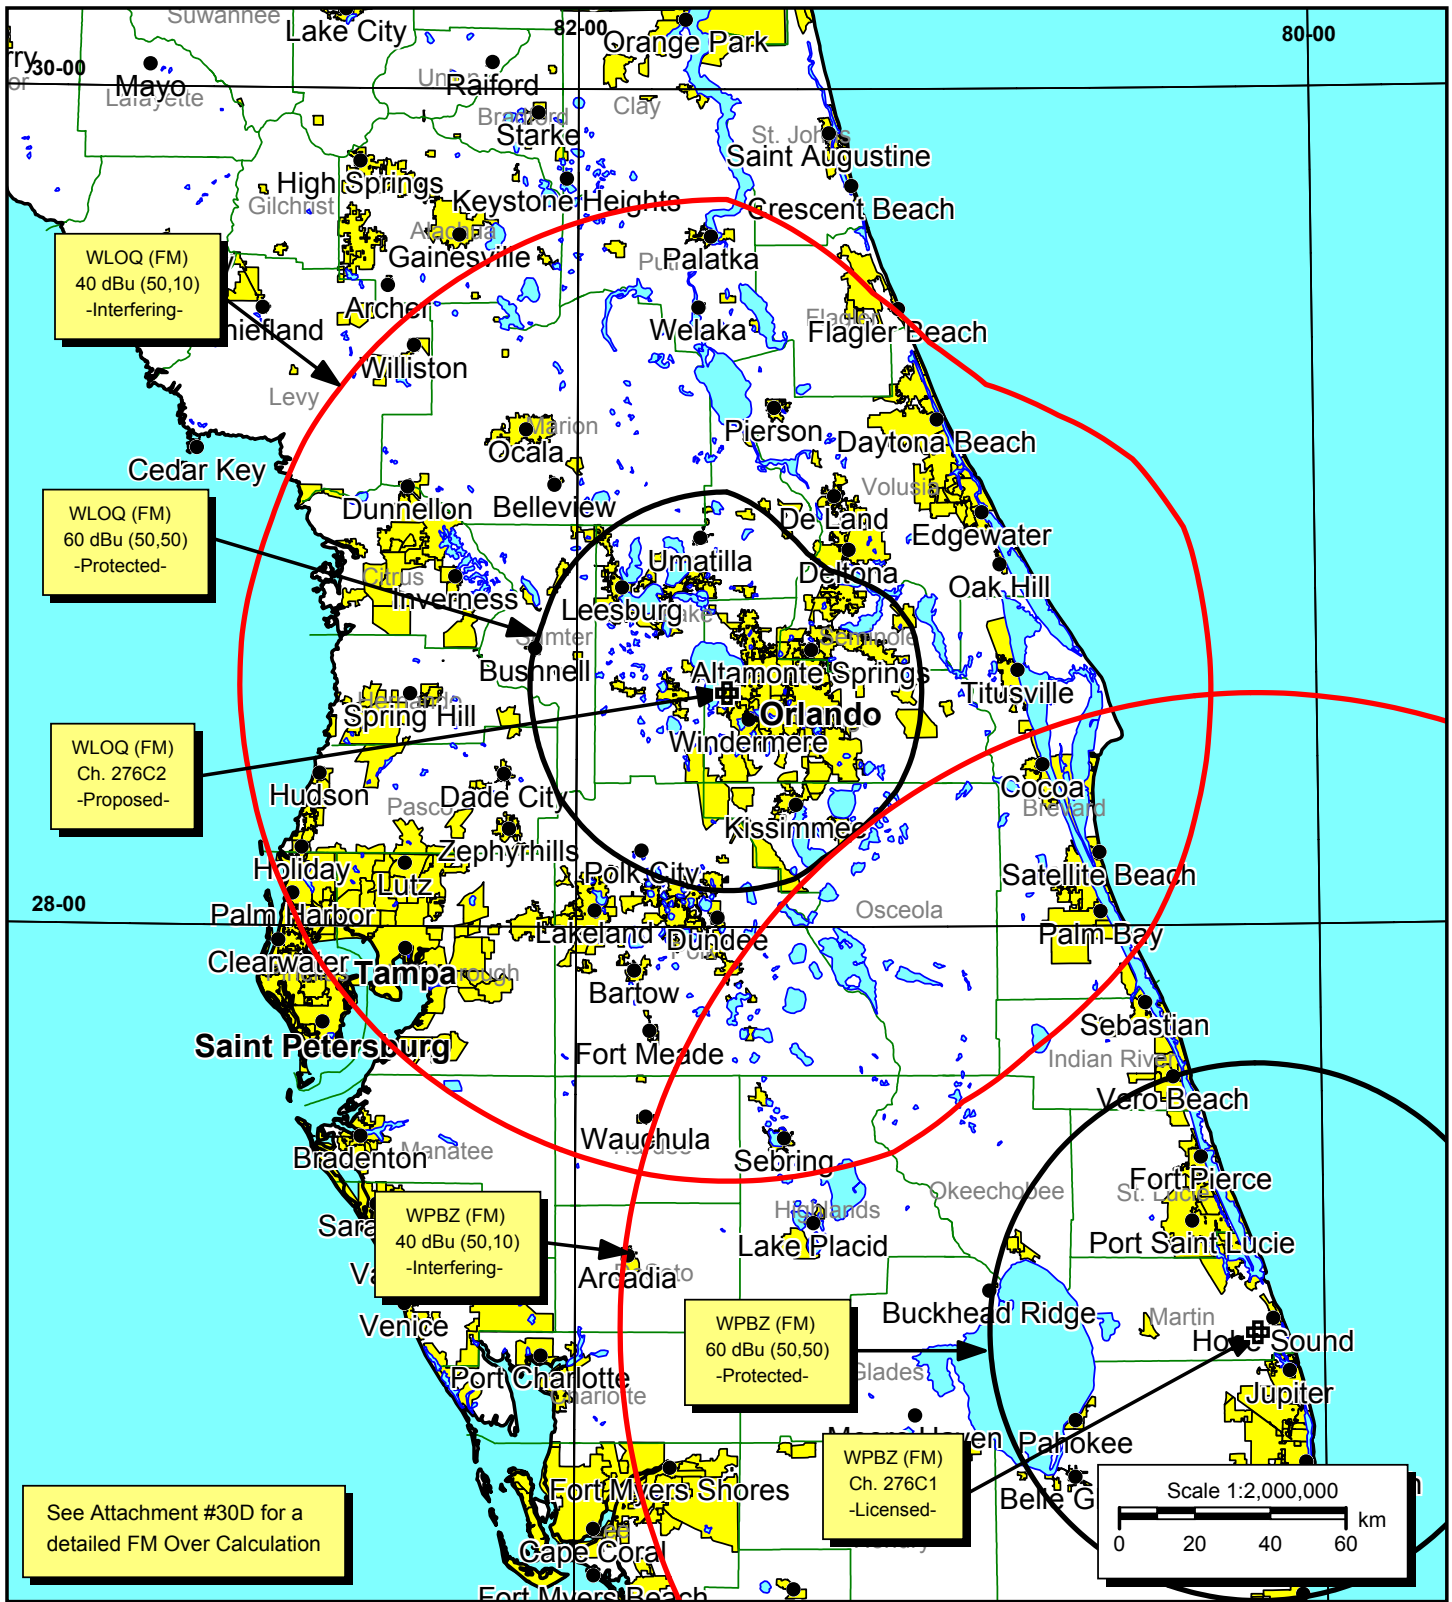 Suwannee
Lake City
82-00
Orange Park
80-00
30-00
Mayo
Lafayette
Raiford
Clay
Starke
St. Johns
Saint Augustine
High Springs
Gilchrist
Keystone Heights
Crescent Beach
Alachua
Gainesville
Palatka
WLOQ (FM)
40 dBu (50,10)
-Interfering-
Archer
Welaka
Flagler
Flagler Beach
Williston
Levy
Marion
Ocala
Pierson
Daytona Beach
Cedar Key
Dunnellon
Belleview
Volusia
De Land
Edgewater
WLOQ (FM)
60 dBu (50,50)
-Protected-
Umatilla
Deltona
Oak Hill
Citrus
Inverness
Leesburg
Lake
Sumter
Seminole
Bushnell
Altamonte Springs
Titusville
Hernando
Spring Hill
Orlando
Windermere
WLOQ (FM)
Ch. 276C2
-Proposed-
Hudson
Pasco
Dade City
Cocoa
Brevard
Kissimmee
Zephyrhills
Holiday
Lutz
Polk City
Satellite Beach
28-00
Palm Harbor
Lakeland
Dundee
Polk
Osceola
Palm Bay
Clearwater
Tampa
Bartow
Saint Petersburg
Fort Meade
Sebastian
Indian River
Vero Beach
Wauchula
Hardee
Sebring
Bradenton
Manatee
Fort Pierce
St. Lucie
Okeechobee
Highlands
Lake Placid
Port Saint Lucie
WPBZ (FM)
40 dBu (50,10)
-Interfering-
Arcadia
DeSoto
Buckhead Ridge
Martin
Venice
WPBZ (FM)
60 dBu (50,50)
-Protected-
Hobe Sound
Port Charlotte
Charlotte
Glades
Jupiter
Pahokee
WPBZ (FM)
Ch. 276C1
-Licensed-
Fort Myers Shores
Lee
Cape Coral
Fort Myers Beach
See Attachment #30D for a
detailed FM Over Calculation
Scale 1:2,000,000
km
0 20 40 60